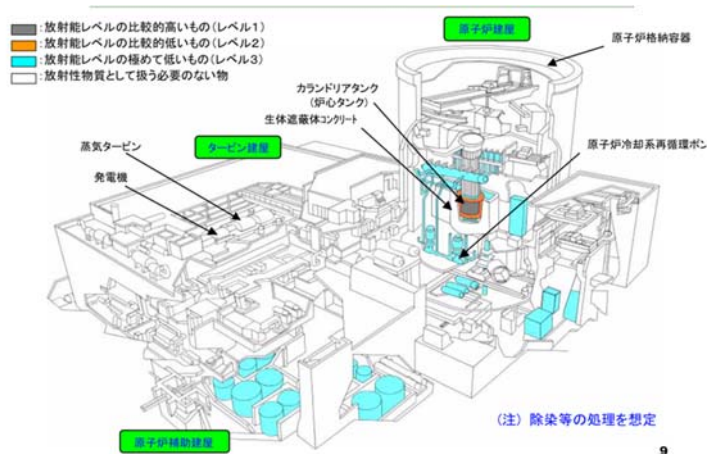 ：放射能レベルの比較的高いもの（レベル１）
：放射能レベルの比較的低いもの（レベル２）
：放射能レベルの極めて低いもの（レベル３）
：放射性物質として扱う必要のない物
原子炉建屋
原子炉格納容器
カランドリアタンク
（炉心タンク）
生体遮蔽体コンクリート
タービン建屋
蒸気タービン
原子炉冷却系再循環ポン
発電機
（注） 除染等の処理を想定
原子炉補助建屋
9